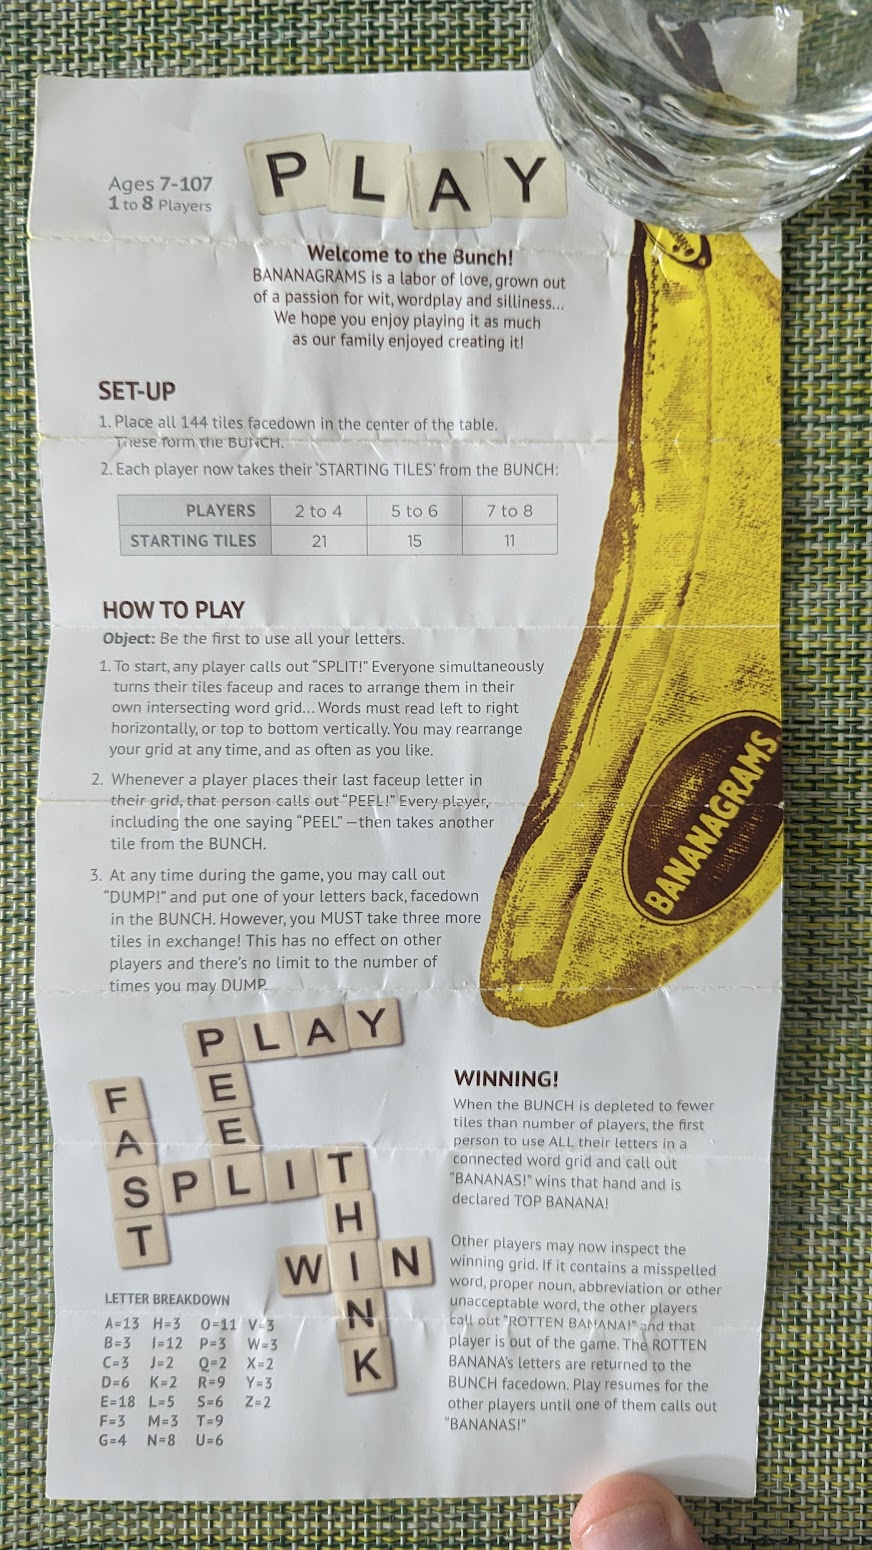 PLAY
Ages 7-107
1 to 8 Players
Welcome to the Bunch!
BANANAGRAMS is a labor of love, grown out
of a passion for wit, wordplay and silliness...
We hope you enjoy playing it as much
as our family enjoyed creating it!
SET-UP
1. Place all 144 tiles facedown in the center of the table.
These form the BUNCH.
2. Each player now takes their 'STARTING TILES' from the BUNCH:
PLAYERS 2 to 4 5 to 6 7 to 8
STARTING TILES 21 15 11
HOW TO PLAY
Object: Be the first to use all your letters.
1. To start, any player calls out "SPLIT!" Everyone simultaneously
turns their tiles faceup and races to arrange them in their
own intersecting word grid... Words must read left to right
horizontally, or top to bottom vertically. You may rearrange
your grid at any time, and as often as you like.
2. Whenever a player places their last faceup letter in
their grid, that person calls out "PEEL!" Every player,
including the one saying "PEEL" —then takes another
tile from the BUNCH.
3. At any time during the game, you may call out
"DUMP!" and put one of your letters back, facedown
in the BUNCH. However, you MUST take three more
tiles in exchange! This has no effect on other
players and there's no limit to the number of
times you may DUMP.
BANANAGRAMS
PLAY
PEEL
FAST
SPLIT
THINK
WIN
LETTER BREAKDOWN
A=13 H=3 O=11 V=3
B=3 I=12 P=3 W=3
C=3 J=2 Q=2 X=2
D=6 K=2 R=9 Y=3
E=18 L=5 S=6 Z=2
F=3 M=3 T=9
G=4 N=8 U=6
WINNING!
When the BUNCH is depleted to fewer
tiles than number of players, the first
person to use ALL their letters in a
connected word grid and call out
"BANANAS!" wins that hand and is
declared TOP BANANA!
Other players may now inspect the
winning grid. If it contains a misspelled
word, proper noun, abbreviation or other
unacceptable word, the other players
call out "ROTTEN BANANA!" and that
player is out of the game. The ROTTEN
BANANA's letters are returned to the
BUNCH facedown. Play resumes for the
other players until one of them calls out
"BANANAS!"